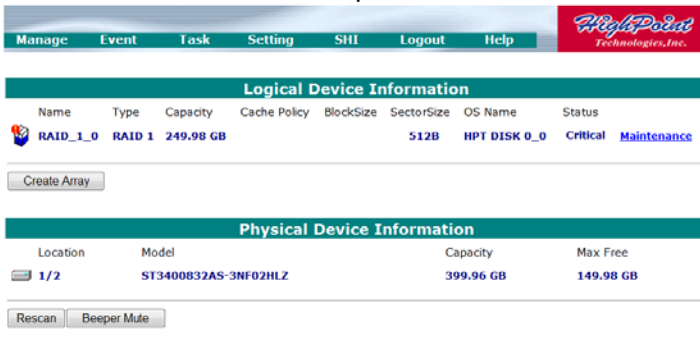 HighPoint
Technologies,Inc.
Manage Event Task Setting SHI Logout Help
Logical Device Information
Name Type Capacity Cache Policy BlockSize SectorSize OS Name Status
RAID_1_0 RAID 1 249.98 GB 512B HPT DISK 0_0 Critical Maintenance
Create Array
Physical Device Information
Location Model Capacity Max Free
1/2 ST3400832AS-3NF02HLZ 399.96 GB 149.98 GB
Rescan Beeper Mute